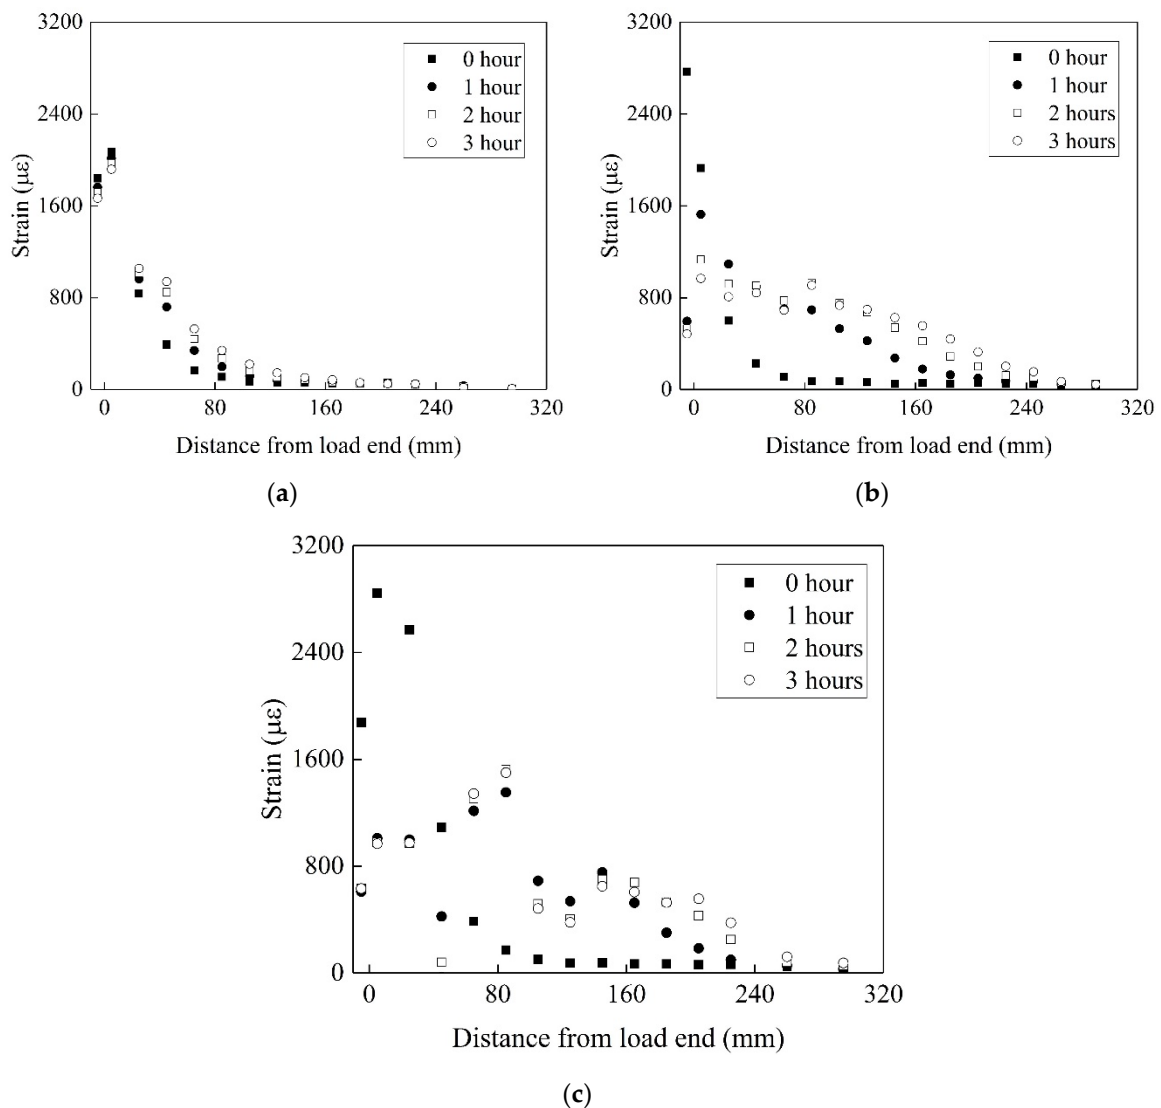 3200
2400
1600
800
0
Strain (με)
0 hour
1 hour
2 hour
3 hour
0 80 160 240 320
Distance from load end (mm)
(a)
3200
2400
1600
800
0
Strain (με)
0 hour
1 hour
2 hours
3 hours
0 80 160 240 320
Distance from load end (mm)
(b)
3200
2400
1600
800
0
Strain (με)
0 hour
1 hour
2 hours
3 hours
0 80 160 240 320
Distance from load end (mm)
(c)